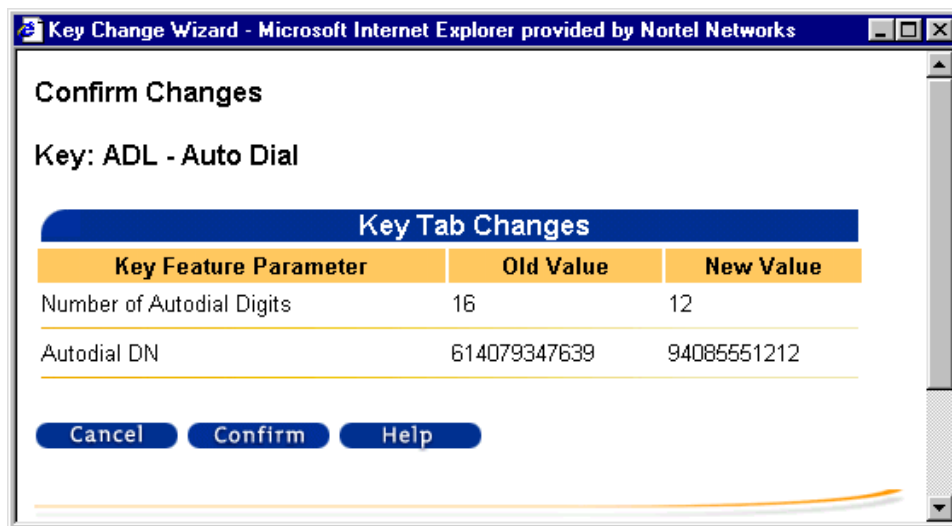 Key Change Wizard - Microsoft Internet Explorer provided by Nortel Networks
Confirm Changes
Key: ADL - Auto Dial
Key Tab Changes
Key Feature Parameter Old Value New Value
Number of Autodial Digits 16 12
Autodial DN 614079347639 94085551212
Cancel Confirm Help